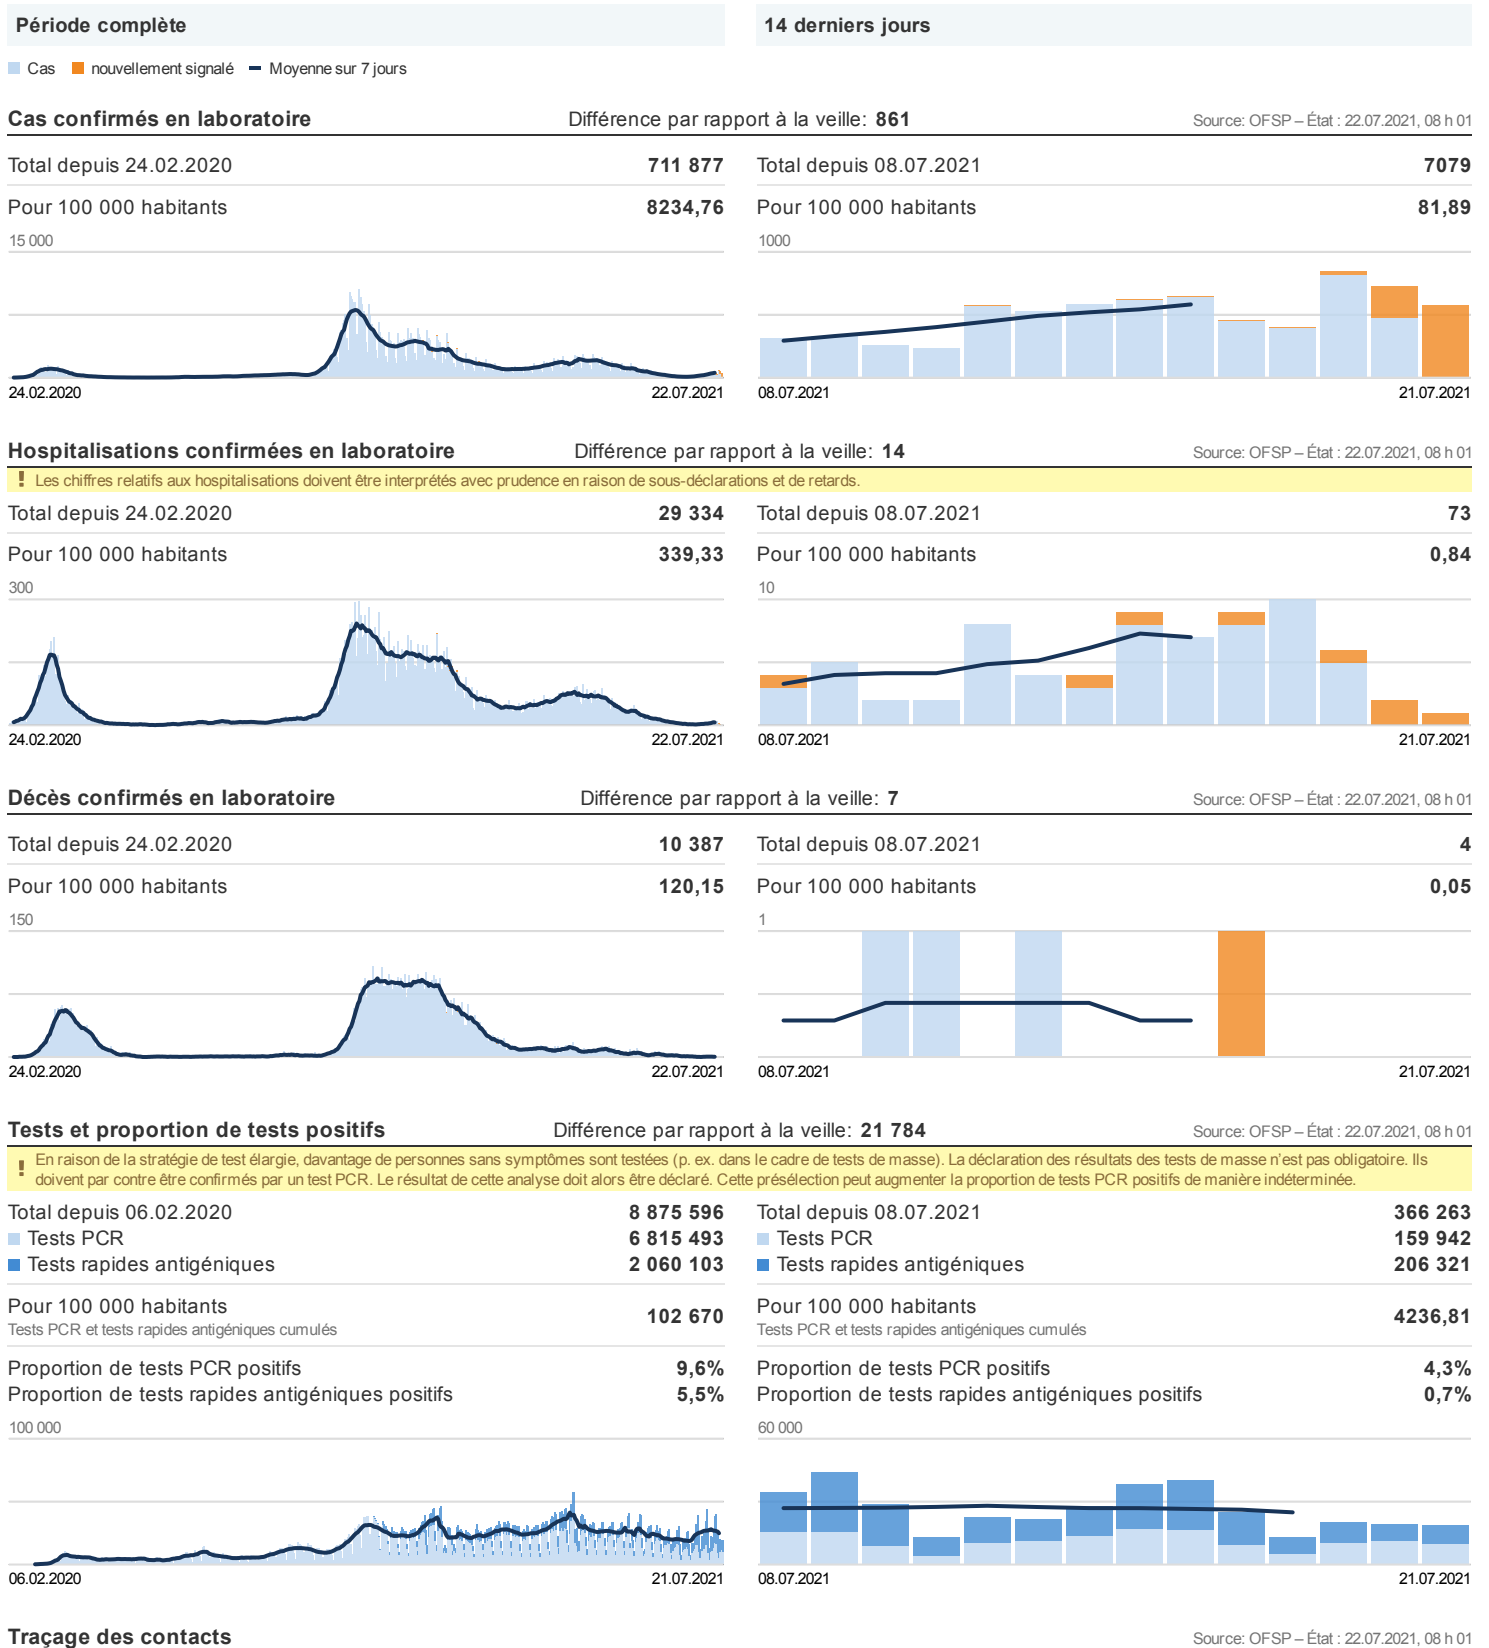 Période complète
14 derniers jours
Cas nouvellement signalé Moyenne sur 7 jours
Cas confirmés en laboratoire Différence par rapport à la veille: 861 Source: OFSP – État : 22.07.2021, 08 h 01
Total depuis 24.02.2020 711 877
Pour 100 000 habitants 8234,76
15 000
24.02.2020 22.07.2021
Total depuis 08.07.2021 7079
Pour 100 000 habitants 81,89
1000
08.07.2021 21.07.2021
Hospitalisations confirmées en laboratoire Différence par rapport à la veille: 14 Source: OFSP – État : 22.07.2021, 08 h 01
! Les chiffres relatifs aux hospitalisations doivent être interprétés avec prudence en raison de sous-déclarations et de retards.
Total depuis 24.02.2020 29 334
Pour 100 000 habitants 339,33
300
24.02.2020 22.07.2021
Total depuis 08.07.2021 73
Pour 100 000 habitants 0,84
10
08.07.2021 21.07.2021
Décès confirmés en laboratoire Différence par rapport à la veille: 7 Source: OFSP – État : 22.07.2021, 08 h 01
Total depuis 24.02.2020 10 387
Pour 100 000 habitants 120,15
150
24.02.2020 22.07.2021
Total depuis 08.07.2021 4
Pour 100 000 habitants 0,05
1
08.07.2021 21.07.2021
Tests et proportion de tests positifs Différence par rapport à la veille: 21 784 Source: OFSP – État : 22.07.2021, 08 h 01
! En raison de la stratégie de test élargie, davantage de personnes sans symptômes sont testées (p. ex. dans le cadre de tests de masse). La déclaration des résultats des tests de masse n’est pas obligatoire. Ils
doivent par contre être confirmés par un test PCR. Le résultat de cette analyse doit alors être déclaré. Cette présélection peut augmenter la proportion de tests PCR positifs de manière indéterminée.
Total depuis 06.02.2020 8 875 596
Tests PCR 6 815 493
Tests rapides antigéniques 2 060 103
Pour 100 000 habitants 102 670
Tests PCR et tests rapides antigéniques cumulés
Proportion de tests PCR positifs 9,6%
Proportion de tests rapides antigéniques positifs 5,5%
100 000
06.02.2020 21.07.2021
Total depuis 08.07.2021 366 263
Tests PCR 159 942
Tests rapides antigéniques 206 321
Pour 100 000 habitants 4236,81
Tests PCR et tests rapides antigéniques cumulés
Proportion de tests PCR positifs 4,3%
Proportion de tests rapides antigéniques positifs 0,7%
60 000
08.07.2021 21.07.2021
Traçage des contacts Source: OFSP – État : 22.07.2021, 08 h 01